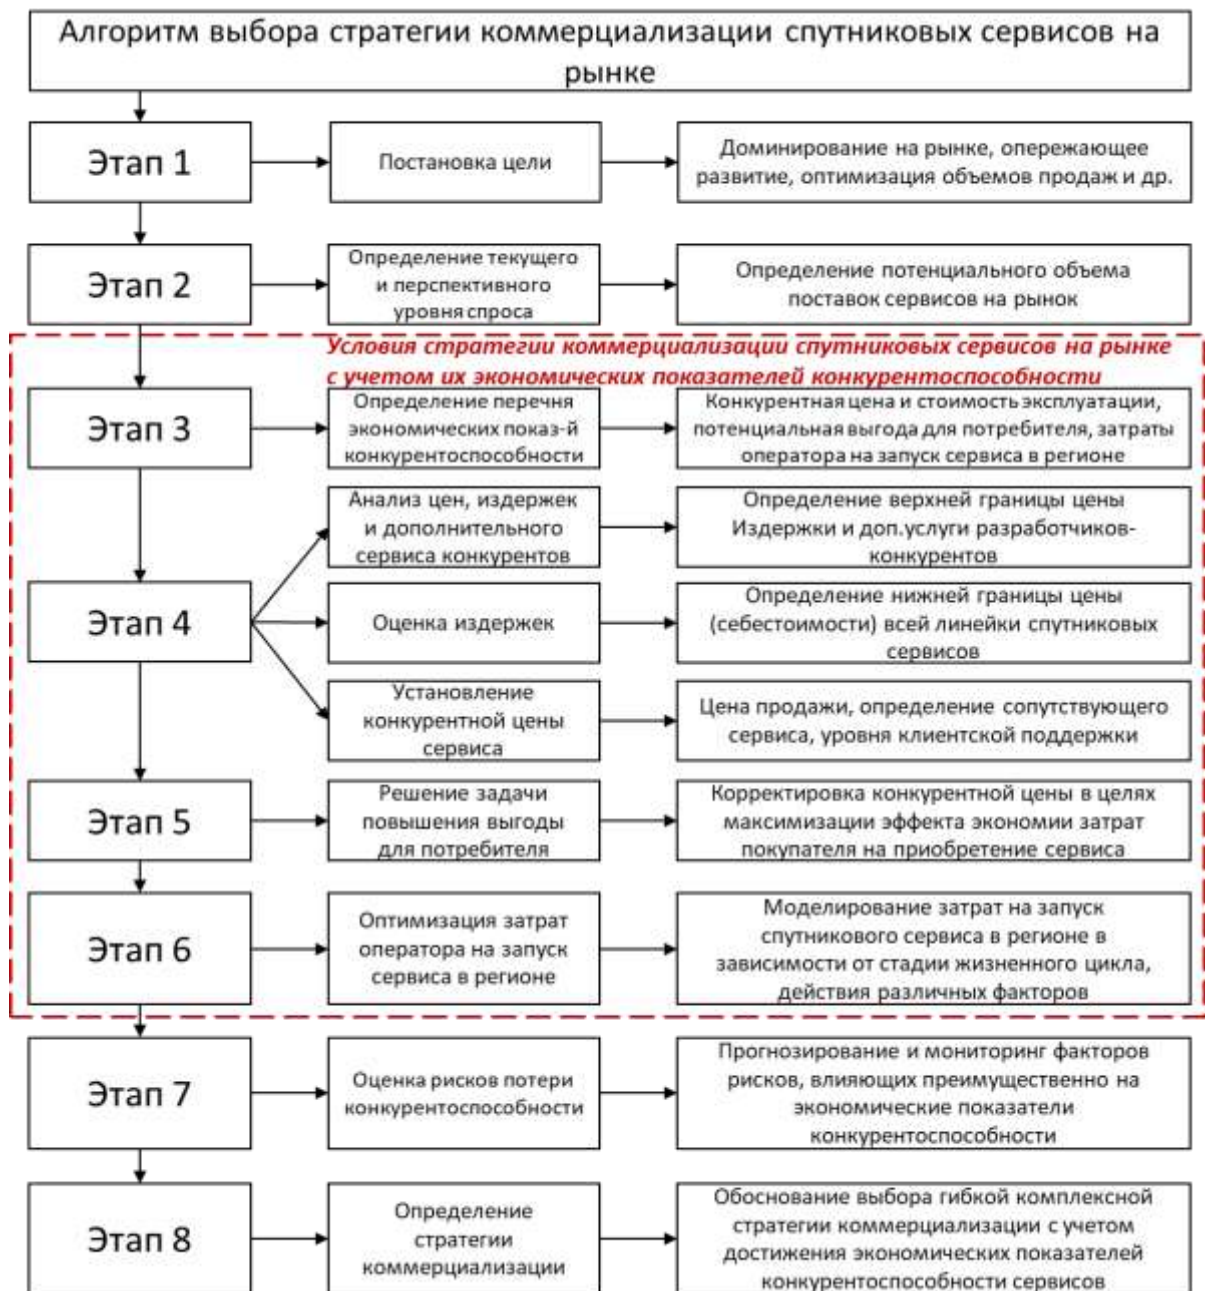 Алгоритм выбора стратегии коммерциализации спутниковых сервисов на
рынке
Этап 1
Постановка цели
Доминирование на рынке, опережающее
развитие, оптимизация объемов продаж и др.
Этап 2
Определение текущего
и перспективного
уровня спроса
Определение потенциального объема
поставок сервисов на рынок
Условия стратегии коммерциализации спутниковых сервисов на рынке
с учетом их экономических показателей конкурентоспособности
Этап 3
Определение перечня
экономических показ-й
конкурентоспособности
Конкурентная цена и стоимость эксплуатации,
потенциальная выгода для потребителя, затраты
оператора на запуск сервиса в регионе
Этап 4
Анализ цен, издержек
и дополнительного
сервиса конкурентов
Определение верхней границы цены
Издержки и доп.услуги разработчиков-
конкурентов
Оценка издержек
Определение нижней границы цены
(себестоимости) всей линейки спутниковых
сервисов
Установление
конкурентной цены
сервиса
Цена продажи, определение сопутствующего
сервиса, уровня клиентской поддержки
Этап 5
Решение задачи
повышения выгоды
для потребителя
Корректировка конкурентной цены в целях
максимизации эффекта экономии затрат
покупателя на приобретение сервиса
Этап 6
Оптимизация затрат
оператора на запуск
сервиса в регионе
Моделирование затрат на запуск
спутникового сервиса в регионе в
зависимости от стадии жизненного цикла,
действия различных факторов
Этап 7
Оценка рисков потери
конкурентоспособности
Прогнозирование и мониторинг факторов
рисков, влияющих преимущественно на
экономические показатели
конкурентоспособности
Этап 8
Определение
стратегии
коммерциализации
Обоснование выбора гибкой комплексной
стратегии коммерциализации с учетом
достижения экономических показателей
конкурентоспособности сервисов